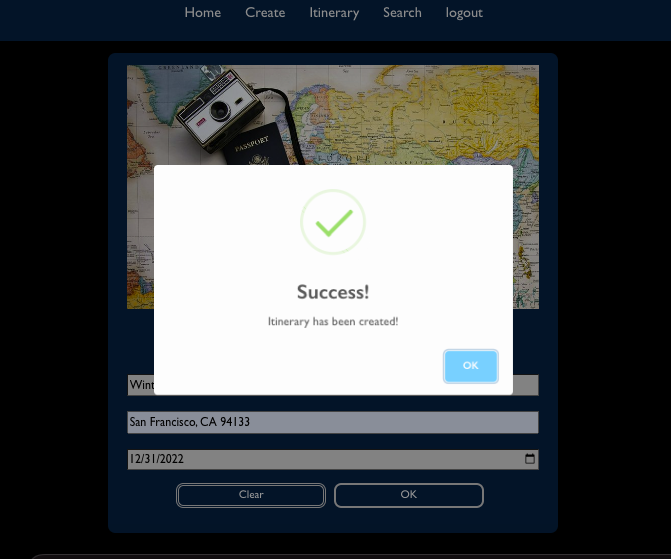 Home Create Itinerary Search logout
PASSPORT
Success!
Itinerary has been created!
OK
San Francisco, CA 94133
12/31/2022
Clear OK